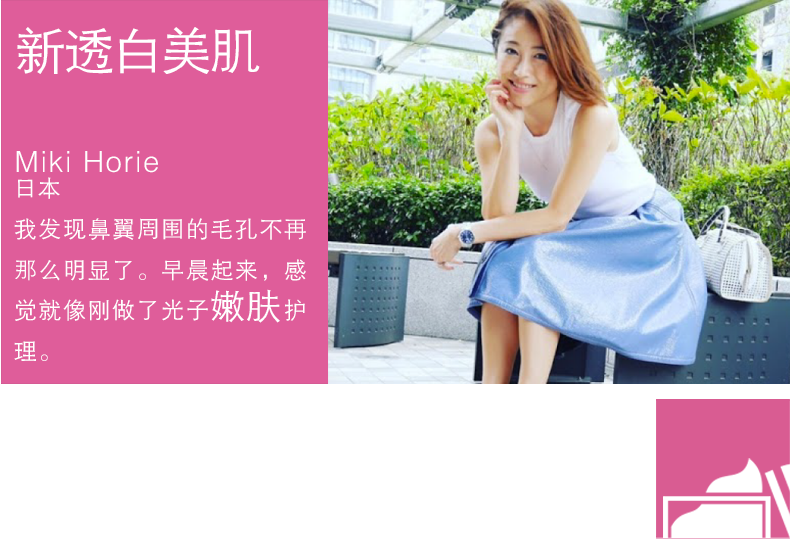 新透白美肌
Miki Horie
日本
我发现鼻翼周围的毛孔不再
那么明显了。早晨起来，感
觉就像刚做了光子嫩肤护
理。